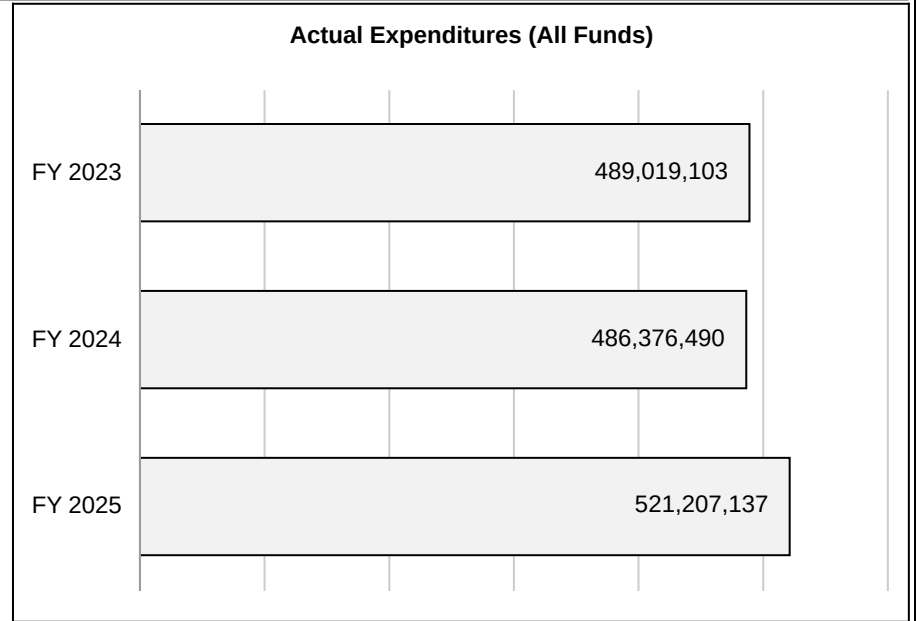 Actual Expenditures (All Funds)
FY 2023 489,019,103
FY 2024 486,376,490
FY 2025 521,207,137